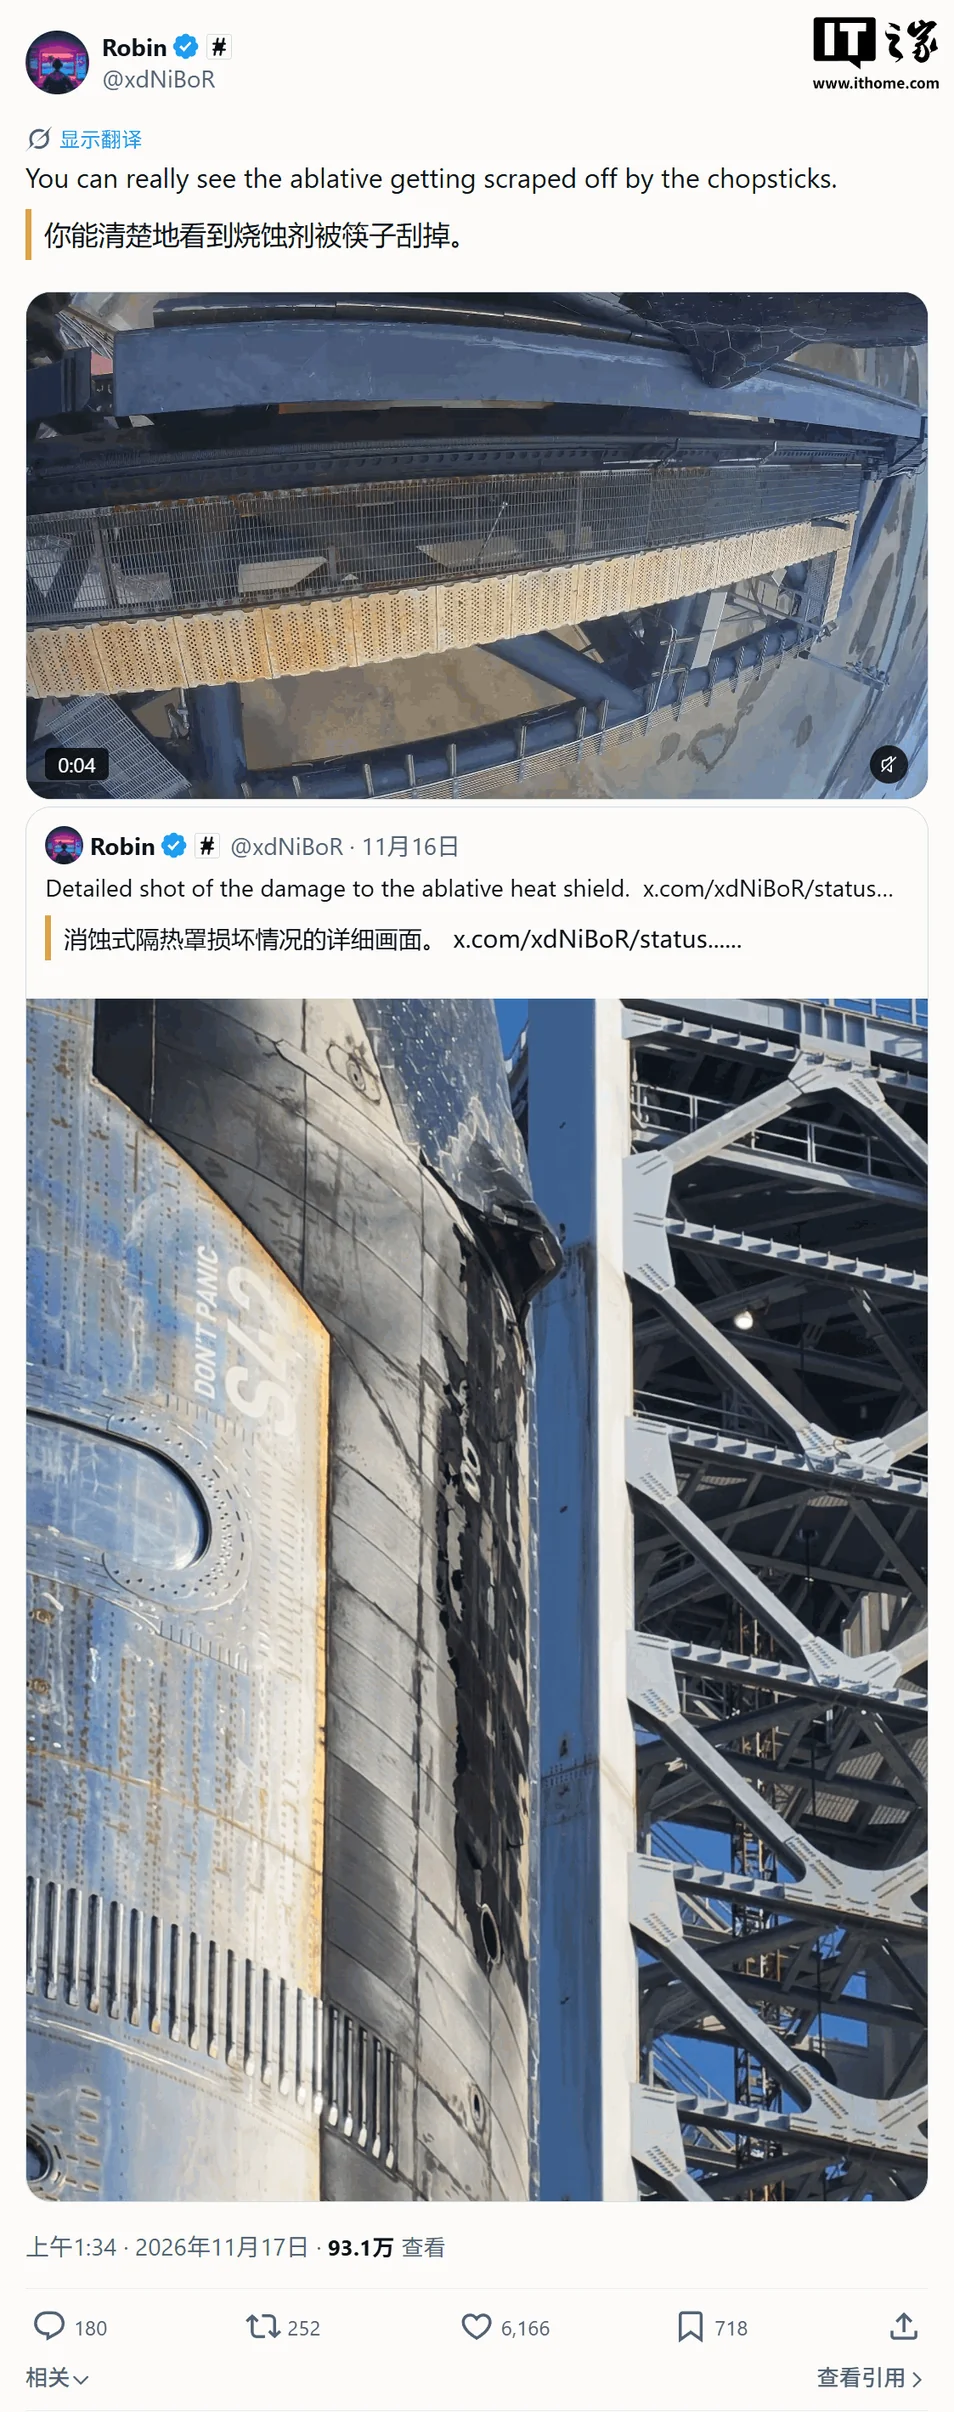 Robin #
@xdNiBoR
IT之家
www.ithome.com
显示翻译
You can really see the ablative getting scraped off by the chopsticks.
你能清楚地看到烧蚀剂被筷子刮掉。
0:04
Robin # @xdNiBoR · 11月16日
Detailed shot of the damage to the ablative heat shield. x.com/xdNiBoR/status...
消蚀式隔热罩损坏情况的详细画面。 x.com/xdNiBoR/status......
DON'T PANIC
上午1:34 · 2026年11月17日 · 93.1万 查看
180 252 6,166 718
相关
查看引用